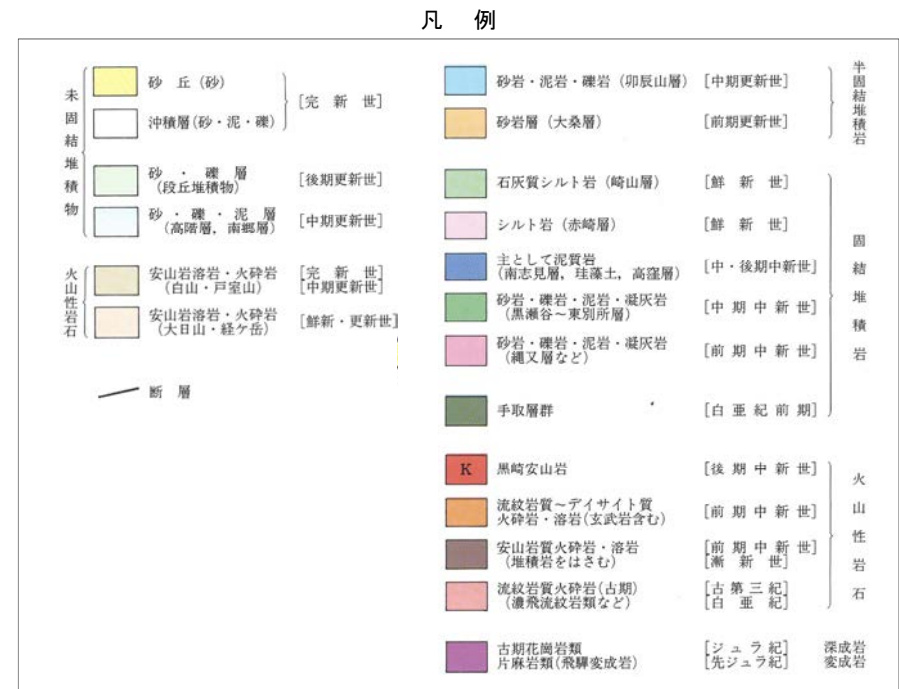 凡 例
未固結堆積物
砂 丘 (砂)
沖積層(砂・泥・礫)
[完 新 世]
砂 ・ 礫 層
(段丘堆積物)
[後期更新世]
砂 ・ 礫 ・ 泥 層
(高階層, 南郷層)
[中期更新世]
火山性岩石
安山岩溶岩・火砕岩
(白山・戸室山)
[完 新 世]
[中期更新世]
安山岩溶岩・火砕岩
(大日山・経ケ岳)
[鮮新・更新世]
断 層
半固結堆積岩
砂岩・泥岩・礫岩 (卯辰山層)
[中期更新世]
砂岩層 (大桑層)
[前期更新世]
固結堆積岩
石灰質シルト岩 (崎山層)
[鮮 新 世]
シルト岩 (赤崎層)
[鮮 新 世]
主として泥質岩
(南志見層, 珪藻土, 高窪層)
[中・後期中新世]
砂岩・礫岩・泥岩・凝灰岩
(黒瀬谷～東別所層)
[中 期 中 新 世]
砂岩・礫岩・泥岩・凝灰岩
(縄又層など)
[前 期 中 新 世]
手取層群
[白 亜 紀 前 期]
火山性岩石
K 黒崎安山岩
[後 期 中 新 世]
流紋岩質～デイサイト質
火砕岩・溶岩(玄武岩含む)
[前 期 中 新 世]
安山岩質火砕岩・溶岩
(堆積岩をはさむ)
[前 期 中 新 世]
[漸 新 世]
流紋岩質火砕岩(古期)
(濃飛流紋岩類など)
[古 第 三 紀]
[白 亜 紀]
古期花崗岩類
片麻岩類(飛騨変成岩)
[ジ ュ ラ 紀]
[先ジュラ紀]
深成岩
変成岩